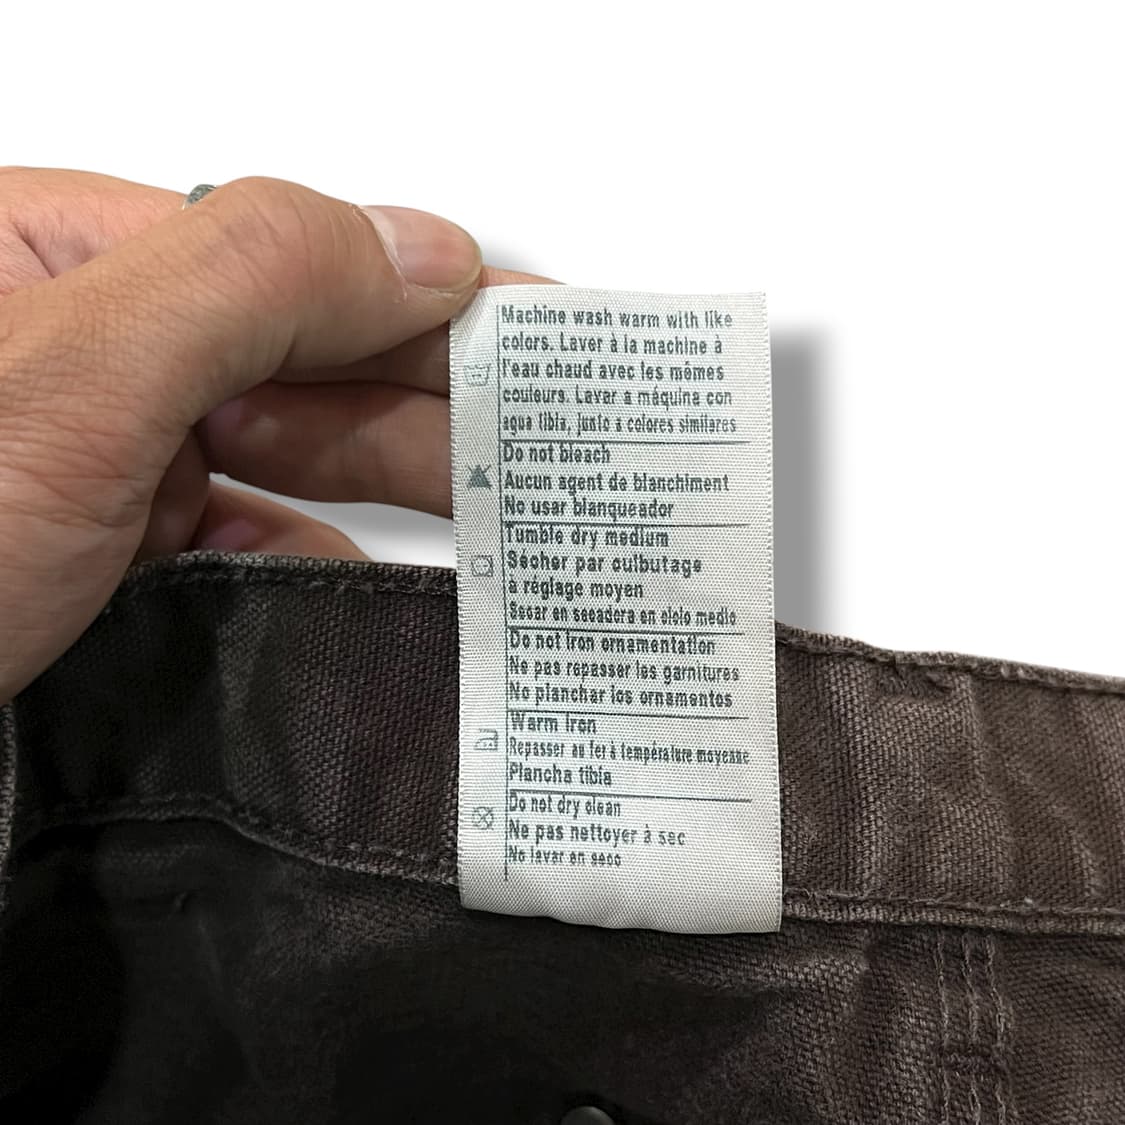 Machine wash warm with like
colors. Laver à la machine à
l'eau chaud avec les mêmes
couleurs. Lavar a máquina con
agua tibia, junto a colores similares
Do not bleach
Aucun agent de blanchiment
No usar blanqueador
Tumble dry medium
Sécher par culbutage
à réglage moyen
Secar en secadora en ciclo medio
Do not iron ornamentation
Ne pas repasser les garnitures
No planchar los ornamentos
Warm iron
Repasser au fer à température moyenne
Plancha tibia
Do not dry clean
Ne pas nettoyer à sec
No lavar en seco